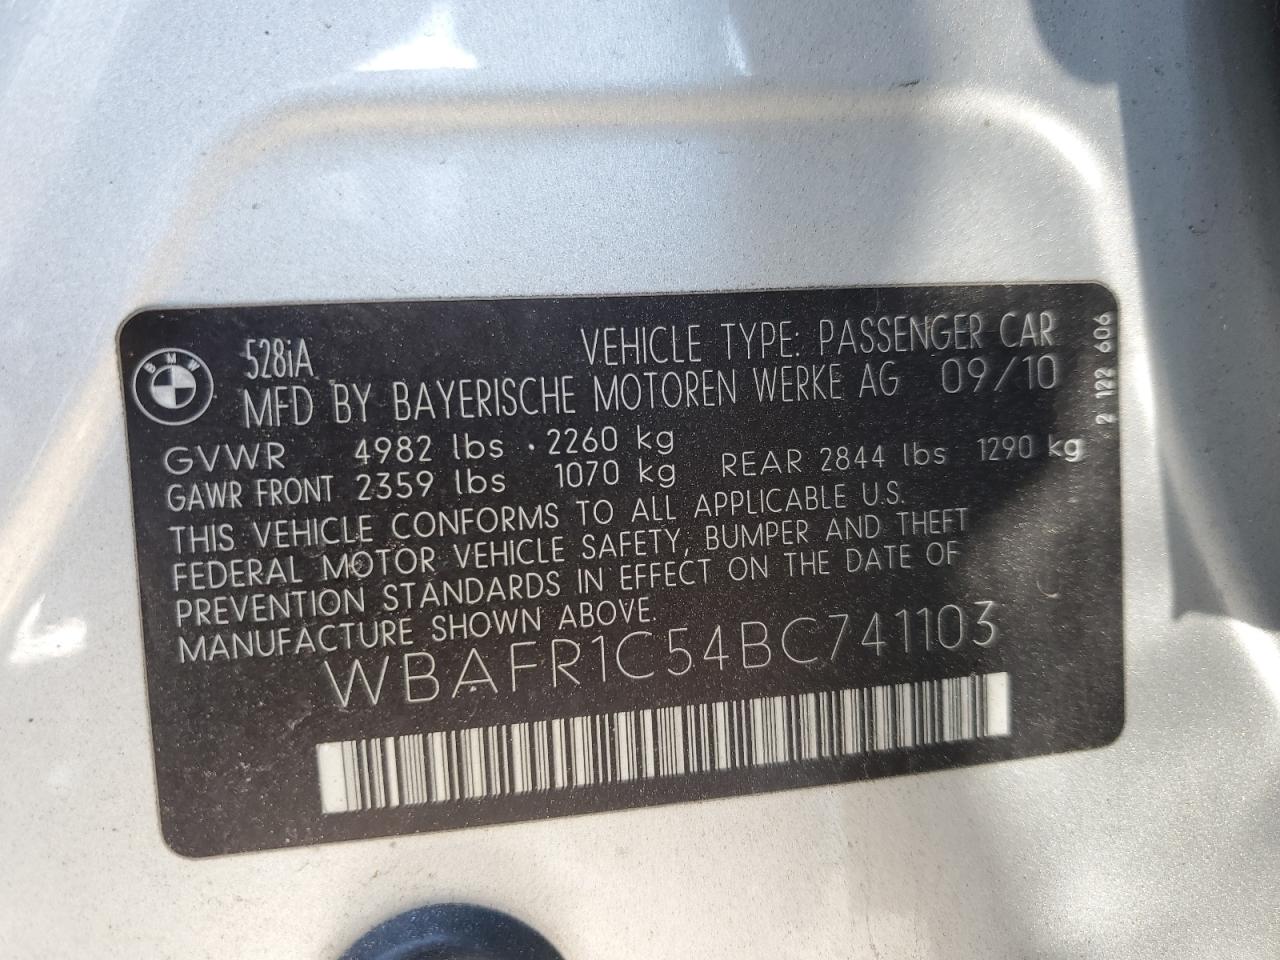 BMW
528iA VEHICLE TYPE: PASSENGER CAR
MFD BY BAYERISCHE MOTOREN WERKE AG 09/10
GVWR 4982 lbs · 2260 kg
GAWR FRONT 2359 lbs 1070 kg REAR 2844 lbs 1290 kg
THIS VEHICLE CONFORMS TO ALL APPLICABLE U.S.
FEDERAL MOTOR VEHICLE SAFETY, BUMPER AND THEFT
PREVENTION STANDARDS IN EFFECT ON THE DATE OF
MANUFACTURE SHOWN ABOVE.
WBAFR1C54BC741103
2 122 606